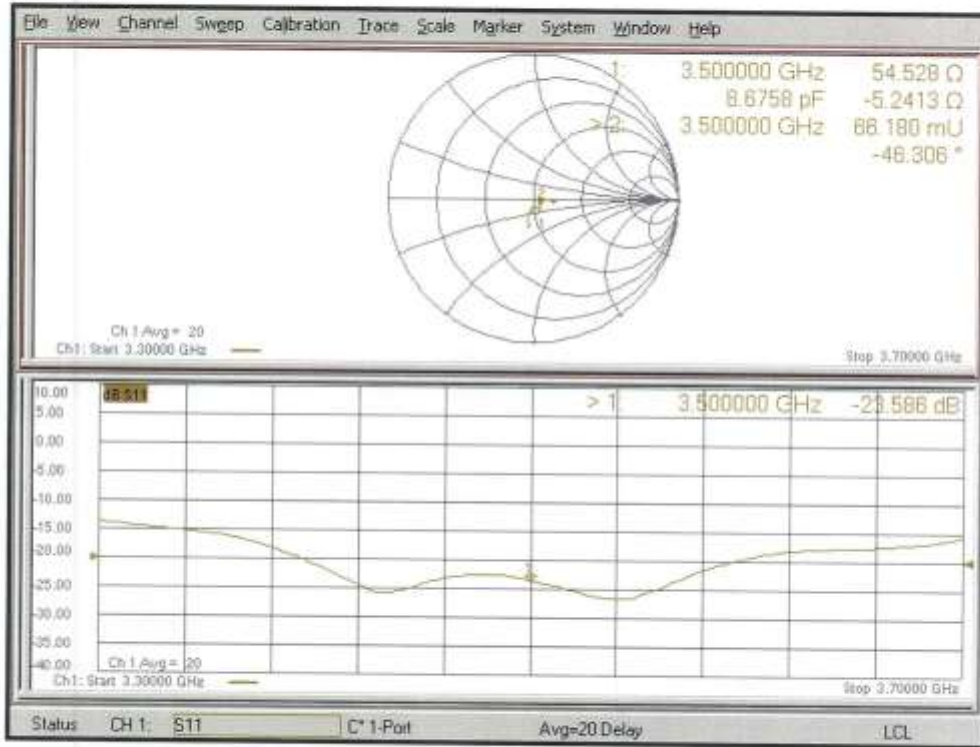 File View Channel Sweep Calibration Trace Scale Marker System Window Help
1: 3.500000 GHz 54.528 Ω
8.6758 pF -5.2413 Ω
> 2: 3.500000 GHz 66.180 mU
-46.306 °
Ch 1 Avg = 20
Ch1: Start 3.30000 GHz
Stop 3.70000 GHz
dB S11
> 1: 3.500000 GHz -23.586 dB
10.00
5.00
0.00
-5.00
-10.00
-15.00
-20.00
-25.00
-30.00
-35.00
-40.00
Ch 1 Avg = 20
Ch1: Start 3.30000 GHz
Stop 3.70000 GHz
Status CH 1: S11 C* 1-Port Avg=20 Delay LCL